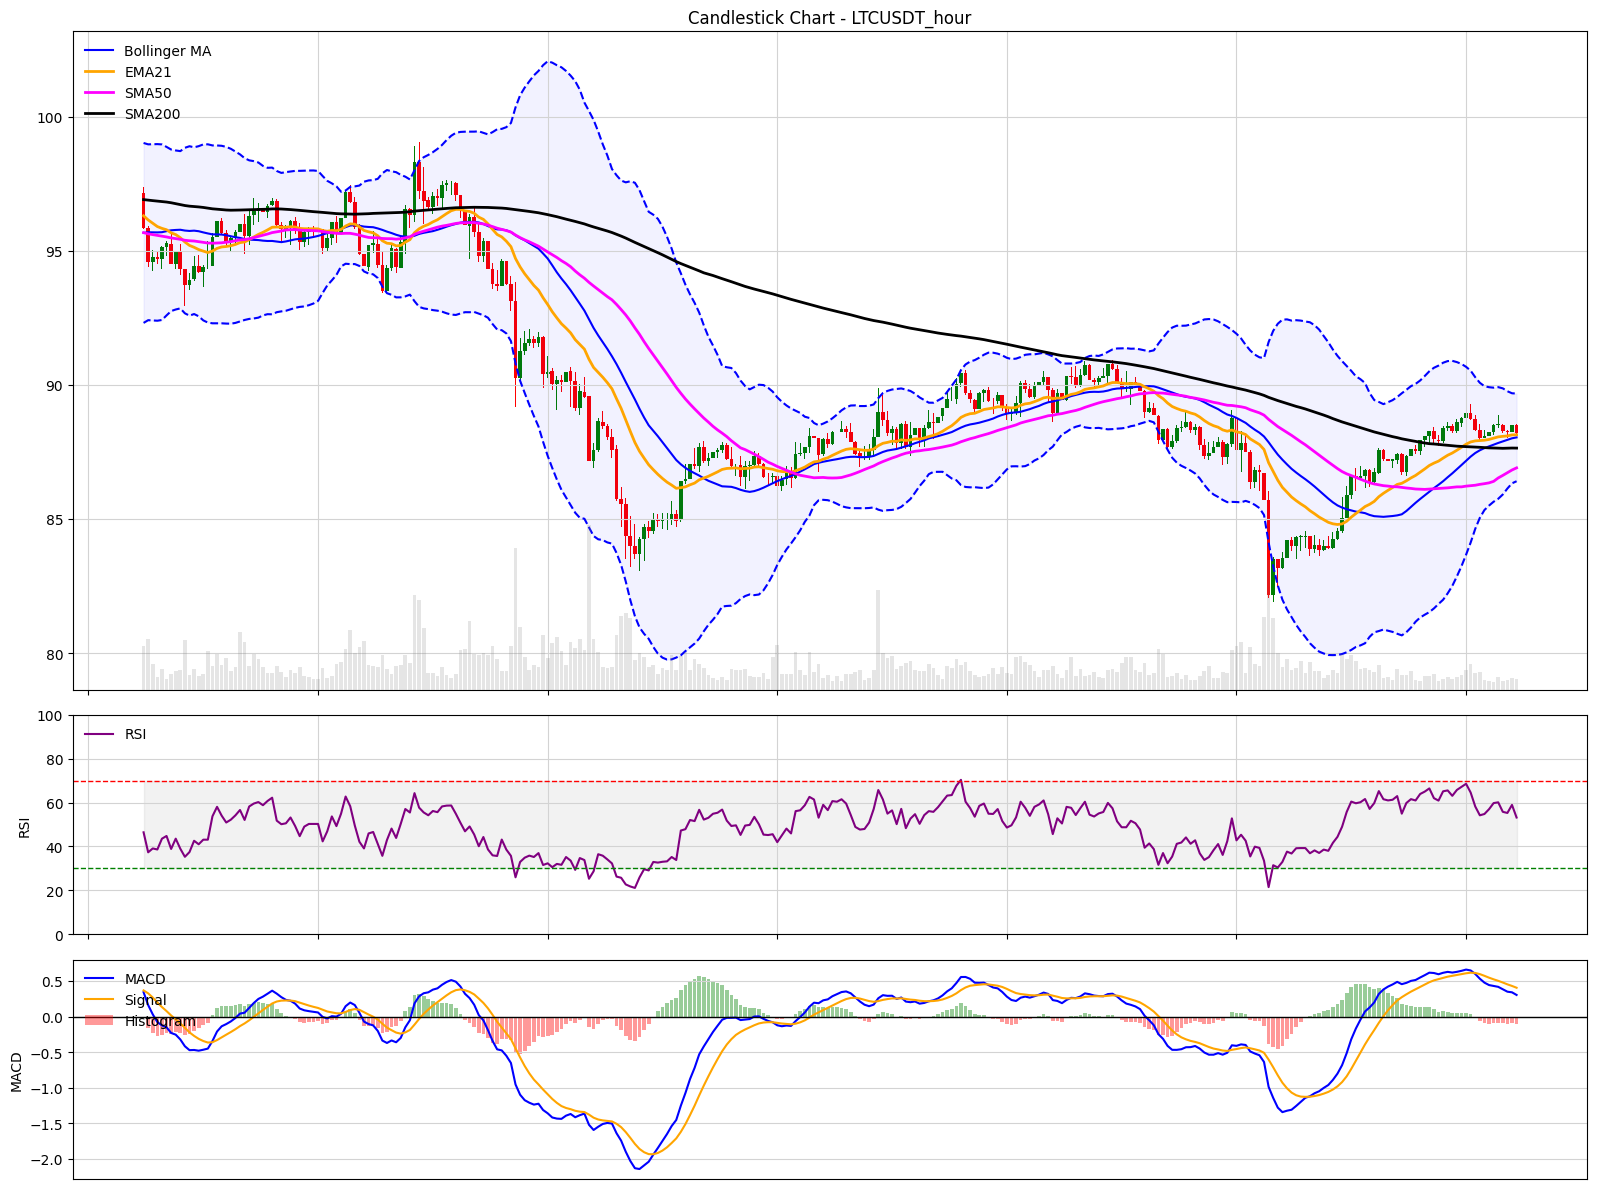 Candlestick Chart - LTCUSDT_hour
Bollinger MA
EMA21
SMA50
SMA200
100
95
90
85
80
100
80
60
40
20
0
RSI
RSI
0.5
0.0
−0.5
−1.0
−1.5
−2.0
MACD
MACD
Signal
Histogram